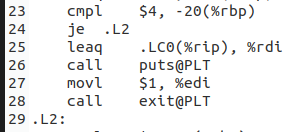 23 cmpl $4, -20(%rbp)
24 je .L2
25 leaq .LC0(%rip), %rdi
26 call puts@PLT
27 movl $1, %edi
28 call exit@PLT
29 .L2: